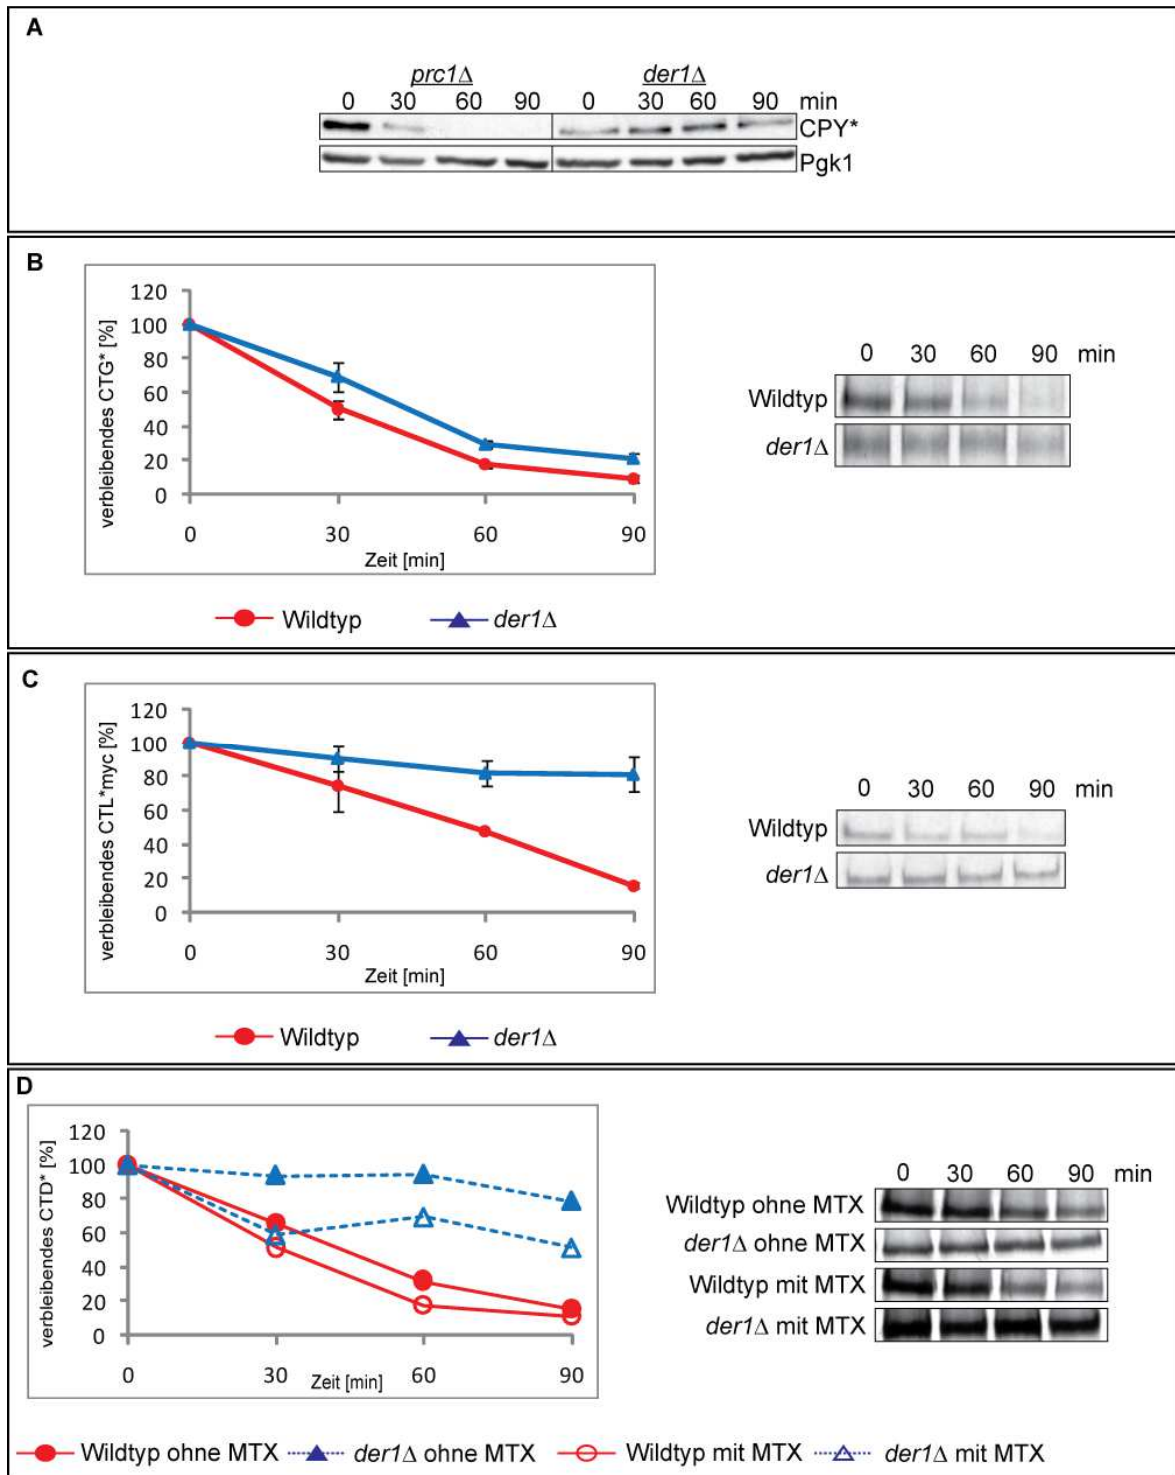 A
prc1Δ der1Δ
0 30 60 90 0 30 60 90 min
CPY*
Pgk1
B
verbleibendes CTG* [%]
120
100
80
60
40
20
0
0 30 60 90
Zeit [min]
Wildtyp der1Δ
0 30 60 90 min
Wildtyp
der1Δ
C
verbleibendes CTL*myc [%]
120
100
80
60
40
20
0
0 30 60 90
Zeit [min]
Wildtyp der1Δ
0 30 60 90 min
Wildtyp
der1Δ
D
verbleibendes CTD* [%]
120
100
80
60
40
20
0
0 30 60 90
Zeit [min]
0 30 60 90 min
Wildtyp ohne MTX
der1Δ ohne MTX
Wildtyp mit MTX
der1Δ mit MTX
Wildtyp ohne MTX der1Δ ohne MTX Wildtyp mit MTX der1Δ mit MTX